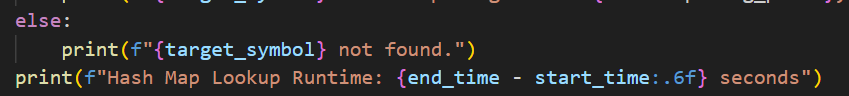 else:
    print(f"{target_symbol} not found.")
print(f"Hash Map Lookup Runtime: {end_time - start_time:.6f} seconds")